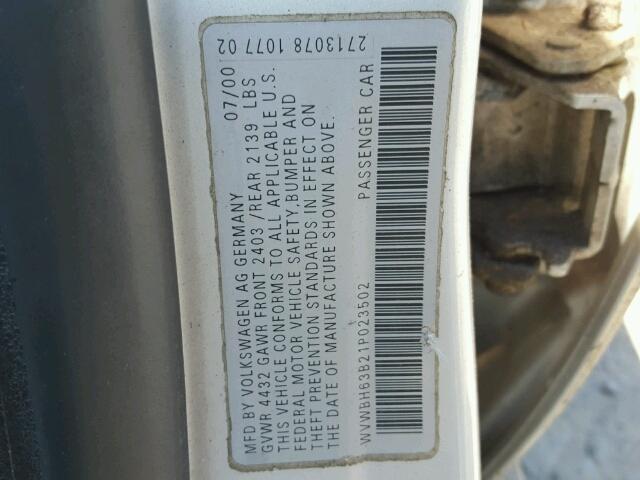 MFD BY VOLKSWAGEN AG GERMANY 07/00
GVWR 4432 GAWR FRONT 2403 /REAR 2139 LBS
THIS VEHICLE CONFORMS TO ALL APPLICABLE U.S.
FEDERAL MOTOR VEHICLE SAFETY,BUMPER AND
THEFT PREVENTION STANDARDS IN EFFECT ON
THE DATE OF MANUFACTURE SHOWN ABOVE.
WVWBH63B21P023502 PASSENGER CAR
2713078 1077 02